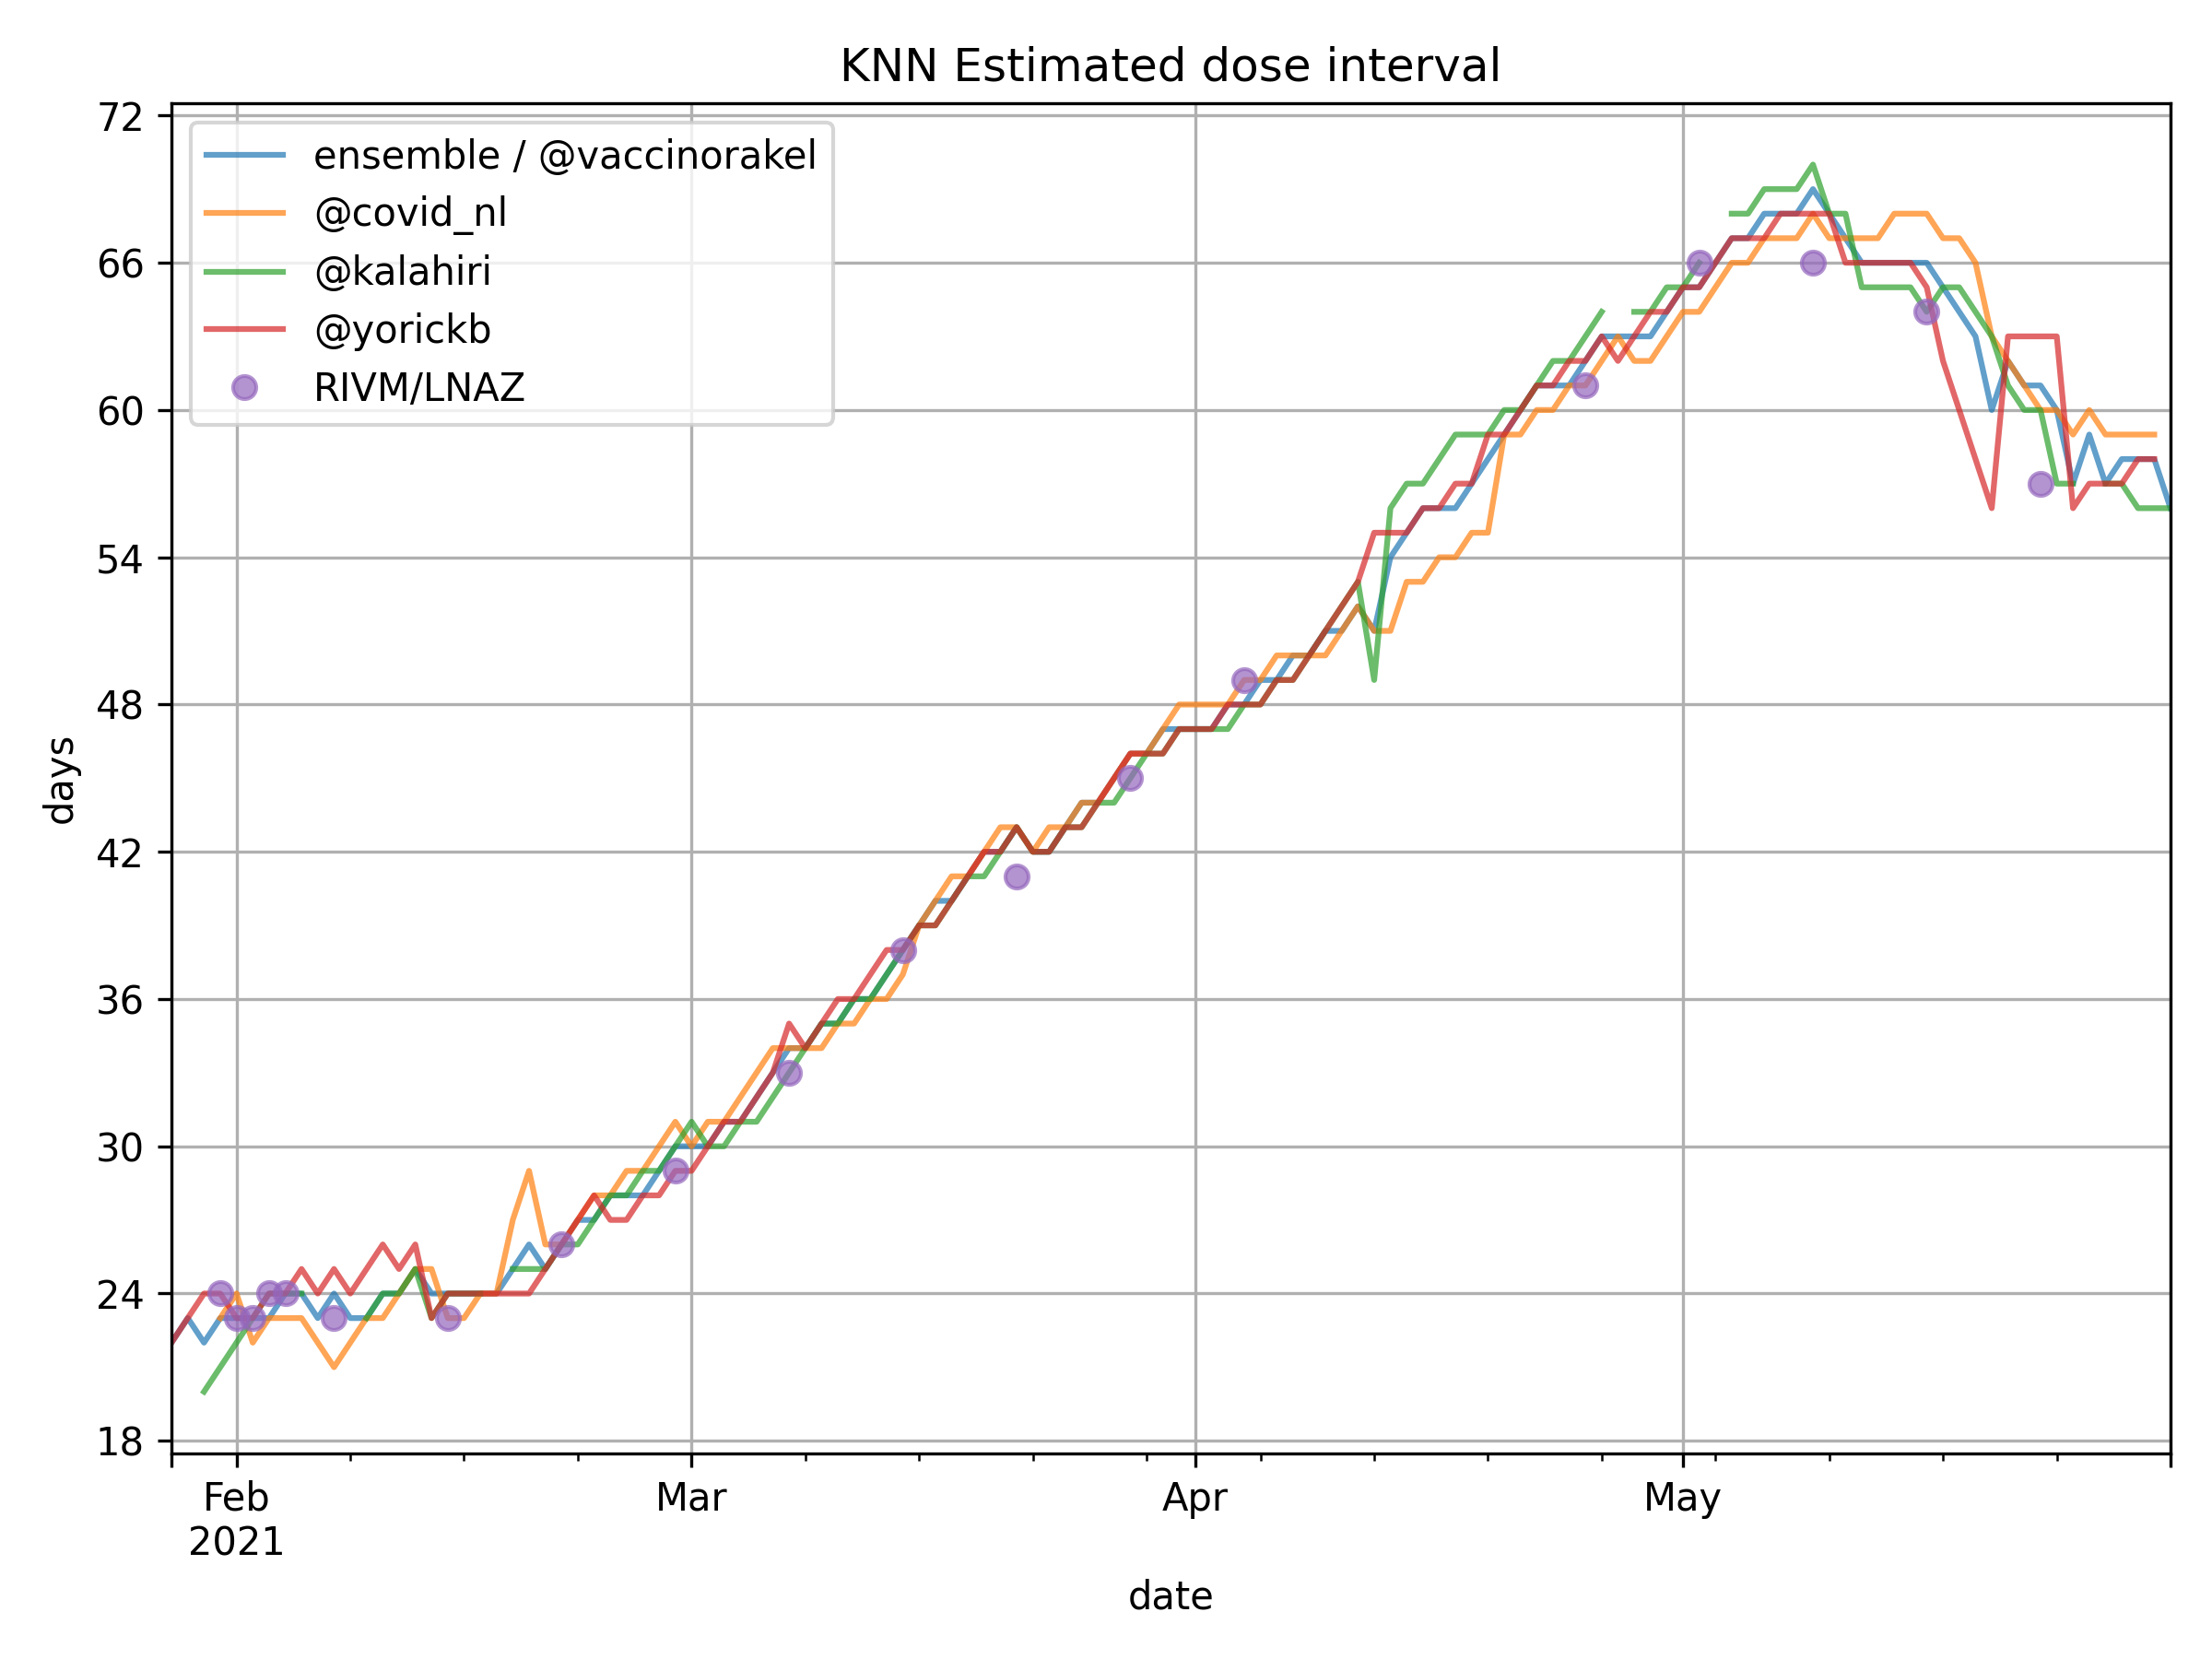 KNN Estimated dose interval
ensemble / @vaccinorakel
@covid_nl
@kalahiri
@yorickb
RIVM/LNAZ
72
66
60
54
48
42
36
30
24
18
days
Feb Mar Apr May
2021
date